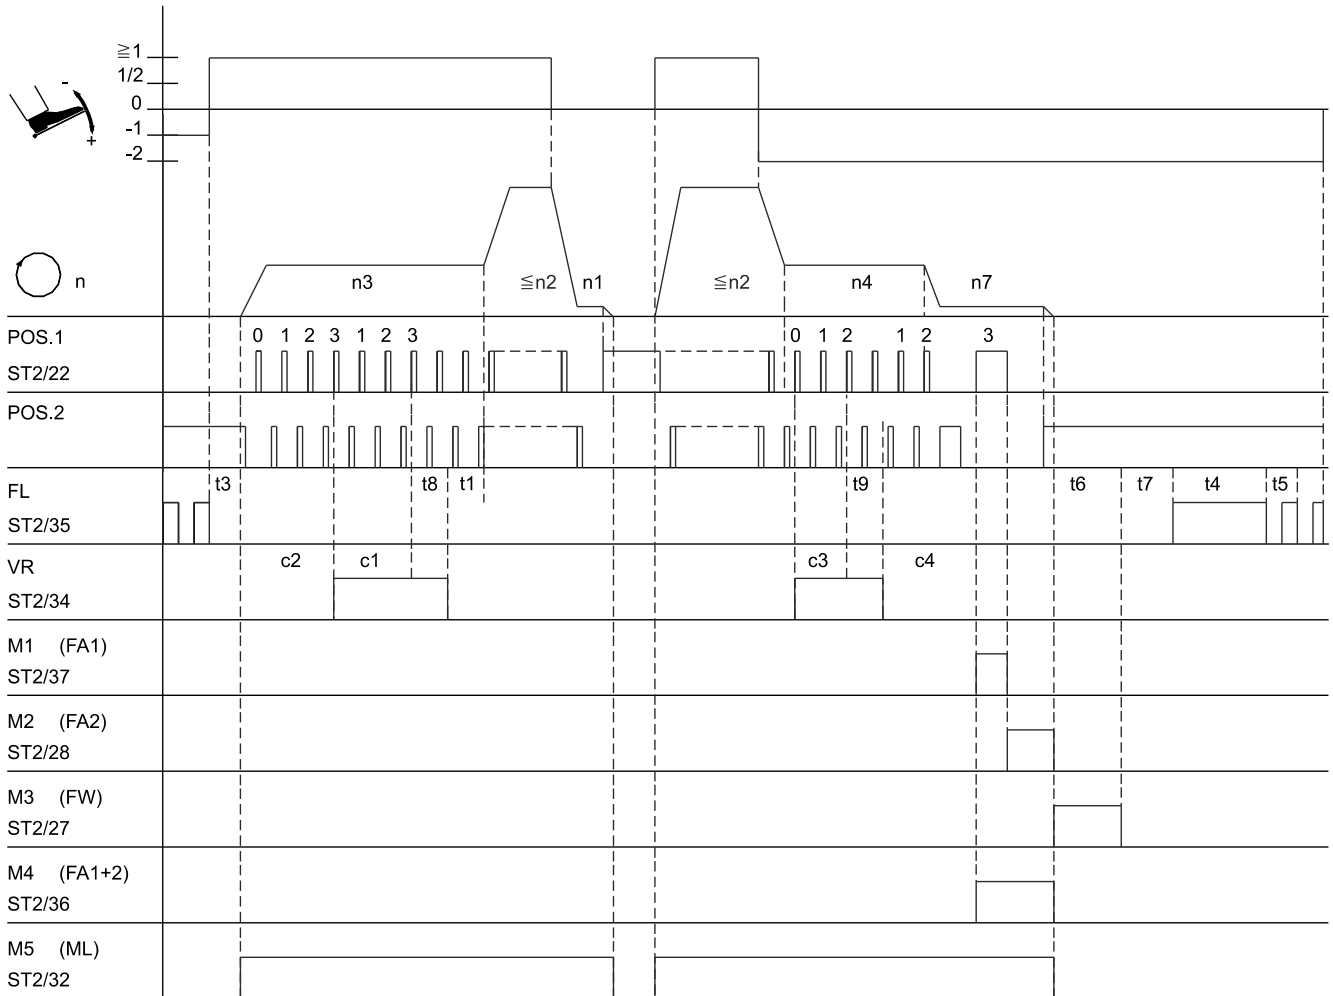 ≧1
1/2
0
-1
-2
-
+
n
n3
≦n2
n1
≦n2
n4
n7
POS.1
0 1 2 3 1 2 3
0 1 2 1 2 3
ST2/22
POS.2
FL
t3
t8
t1
t9
t6
t7
t4
t5
ST2/35
VR
c2
c1
c3
c4
ST2/34
M1 (FA1)
ST2/37
M2 (FA2)
ST2/28
M3 (FW)
ST2/27
M4 (FA1+2)
ST2/36
M5 (ML)
ST2/32